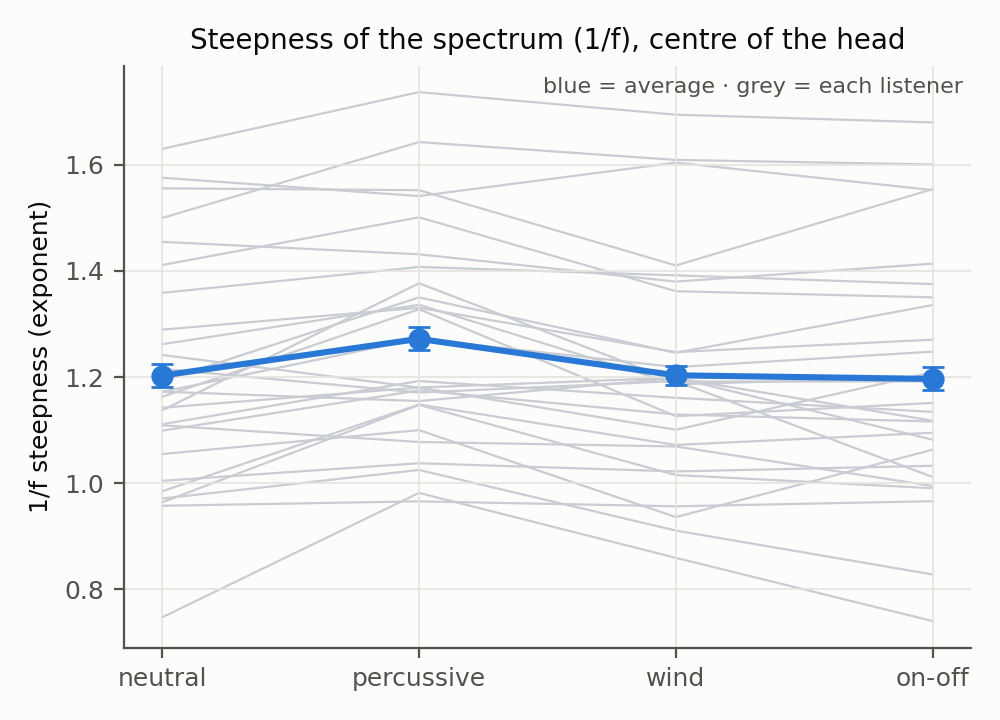 Steepness of the spectrum (1/f), centre of the head
blue = average · grey = each listener
1/f steepness (exponent)
1.6
1.4
1.2
1.0
0.8
neutral percussive wind on-off